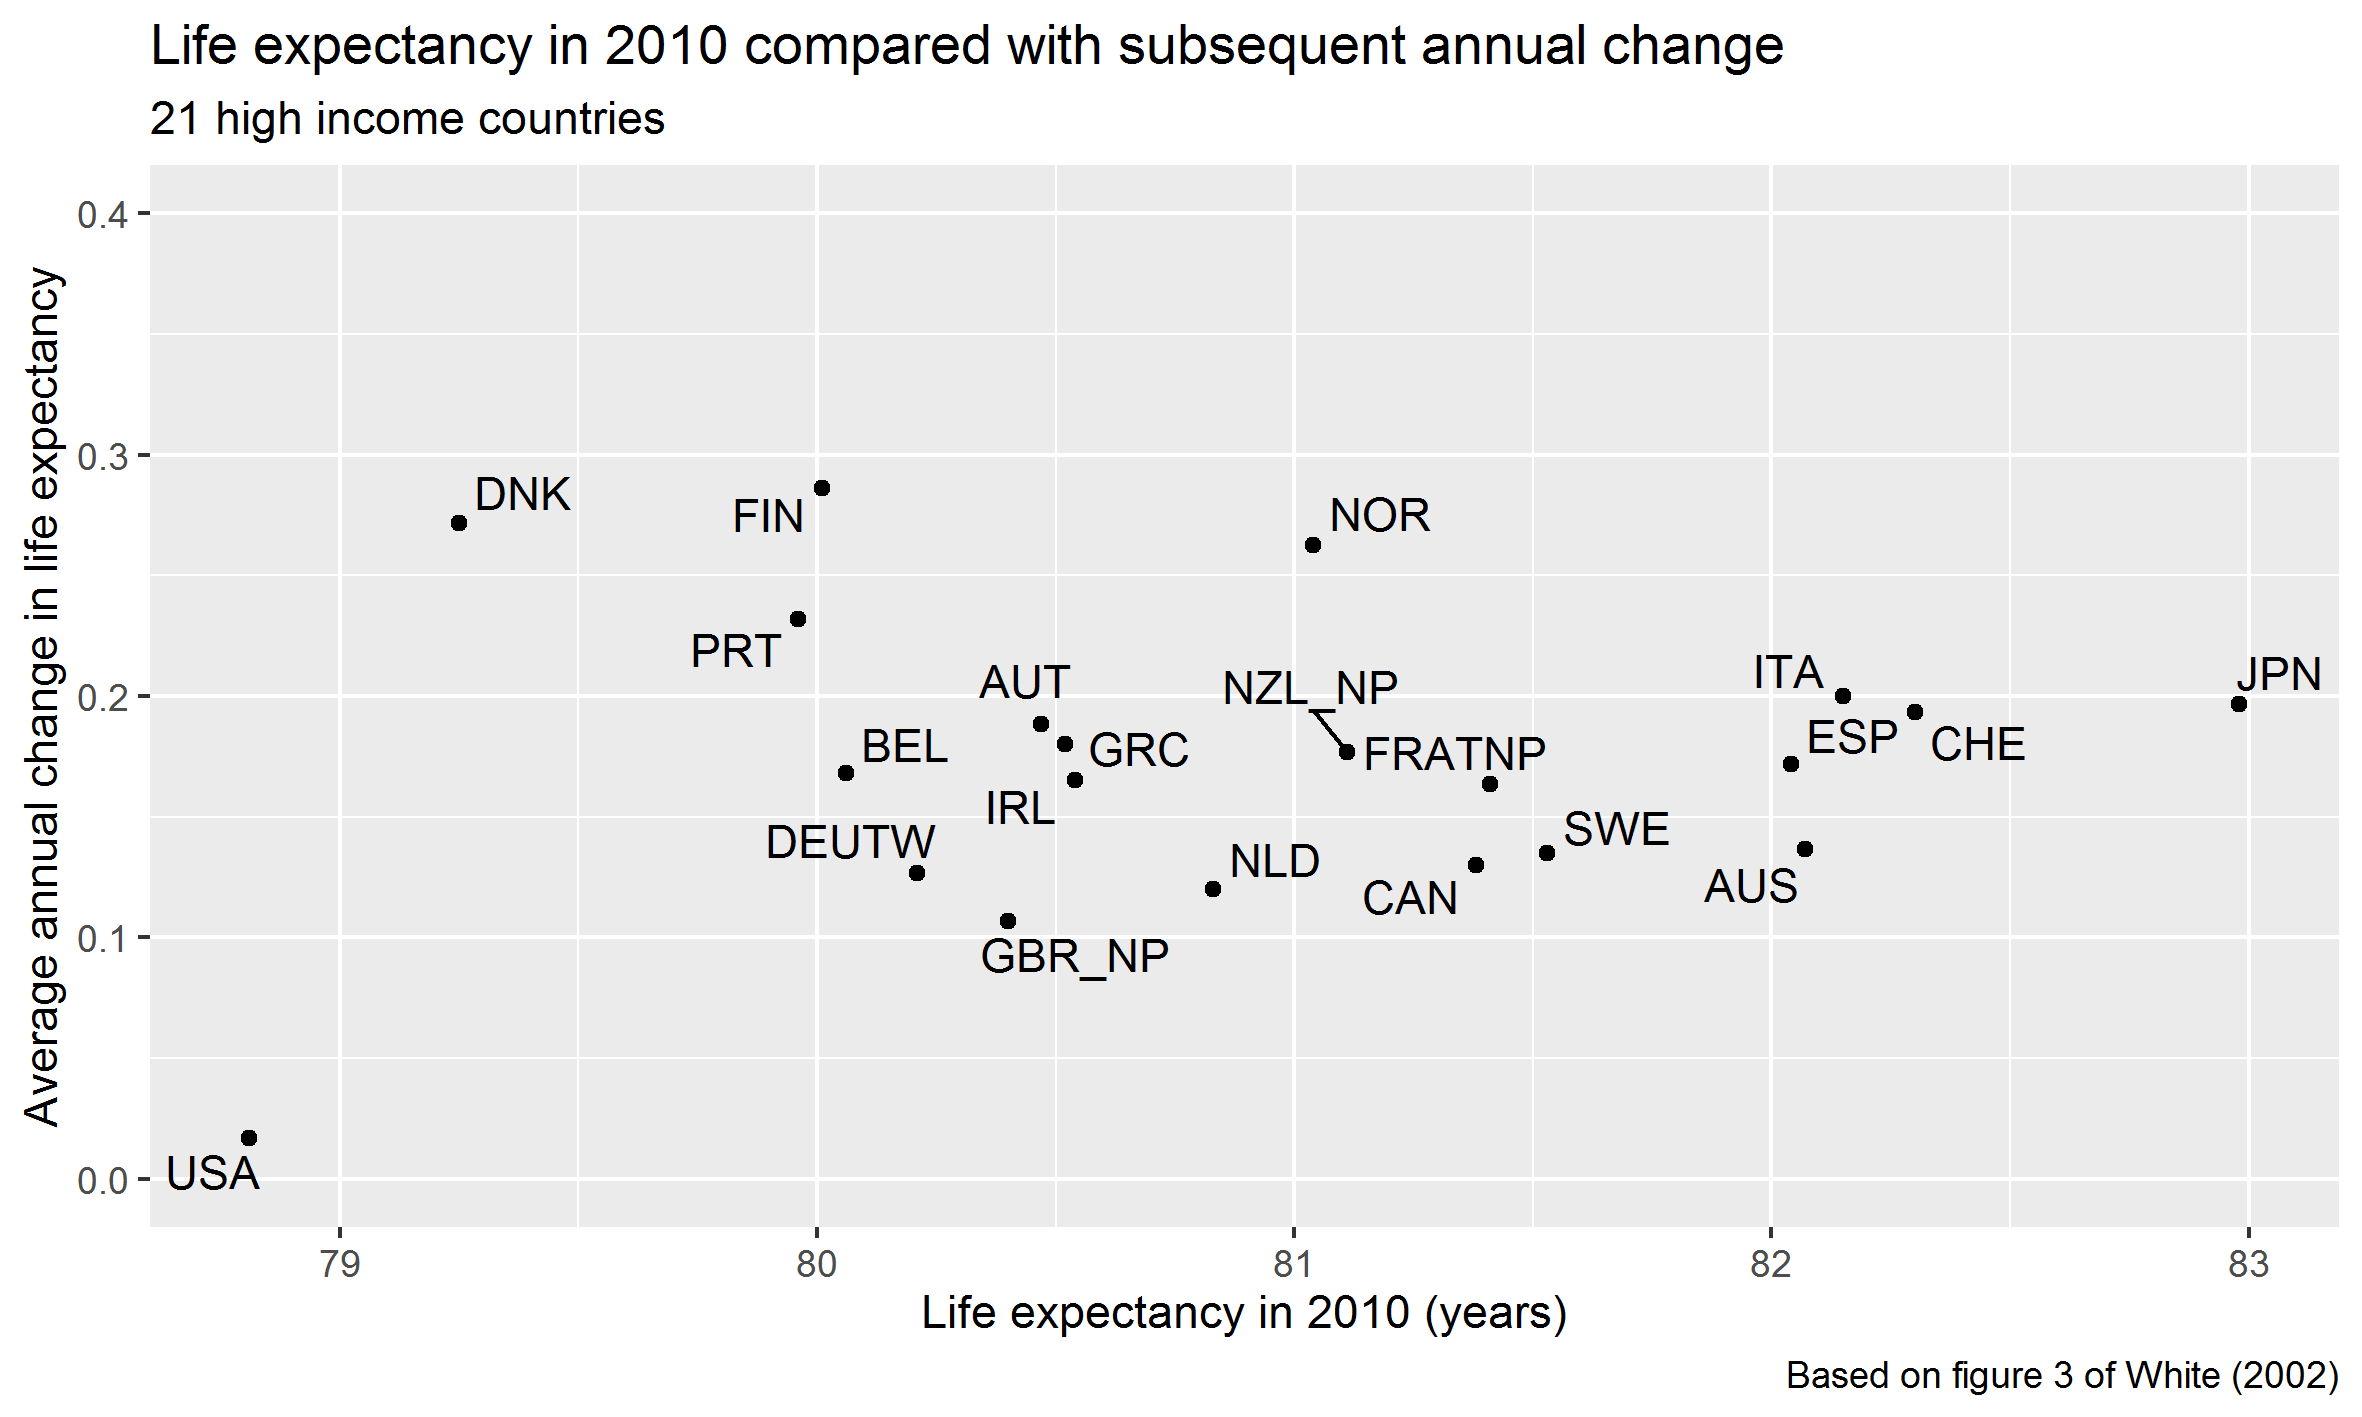 Life expectancy in 2010 compared with subsequent annual change
21 high income countries
Average annual change in life expectancy
0.4
0.3
0.2
0.1
0.0
DNK
FIN
NOR
PRT
AUT
NZL_NP
ITA
JPN
BEL
GRC
FRATNP
ESP
CHE
IRL
DEUTW
SWE
NLD
CAN
AUS
GBR_NP
USA
79
80
81
82
83
Life expectancy in 2010 (years)
Based on figure 3 of White (2002)